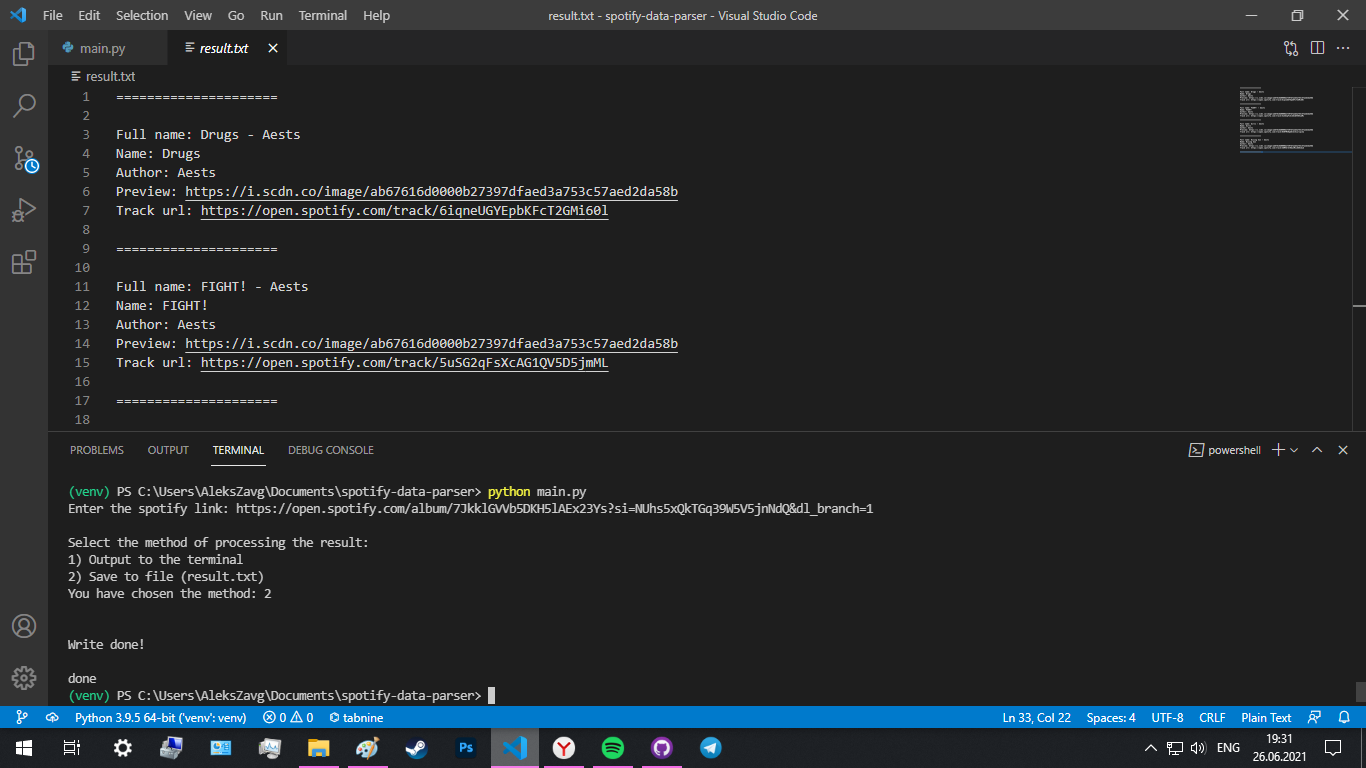 File Edit Selection View Go Run Terminal Help result.txt - spotify-data-parser - Visual Studio Code
main.py result.txt
result.txt
1 =====================
2
3 Full name: Drugs - Aests
4 Name: Drugs
5 Author: Aests
6 Preview: https://i.scdn.co/image/ab67616d0000b27397dfaed3a753c57aed2da58b
7 Track url: https://open.spotify.com/track/6iqneUGYEpbKFcT2GMi60l
8
9 =====================
10
11 Full name: FIGHT! - Aests
12 Name: FIGHT!
13 Author: Aests
14 Preview: https://i.scdn.co/image/ab67616d0000b27397dfaed3a753c57aed2da58b
15 Track url: https://open.spotify.com/track/5uSG2qFsXcAG1QV5D5jmML
16
17 =====================
18
PROBLEMS OUTPUT TERMINAL DEBUG CONSOLE powershell
(venv) PS C:\Users\AleksZavg\Documents\spotify-data-parser> python main.py
Enter the spotify link: https://open.spotify.com/album/7JkklGVVb5DKH5lAEx23Ys?si=NUhs5xQkTGq39W5V5jnNdQ&dl_branch=1
Select the method of processing the result:
1) Output to the terminal
2) Save to file (result.txt)
You have chosen the method: 2
Write done!
done
(venv) PS C:\Users\AleksZavg\Documents\spotify-data-parser>
Python 3.9.5 64-bit ('venv': venv) 0 0 tabnine Ln 33, Col 22 Spaces: 4 UTF-8 CRLF Plain Text
Ps Y ENG 19:31
26.06.2021